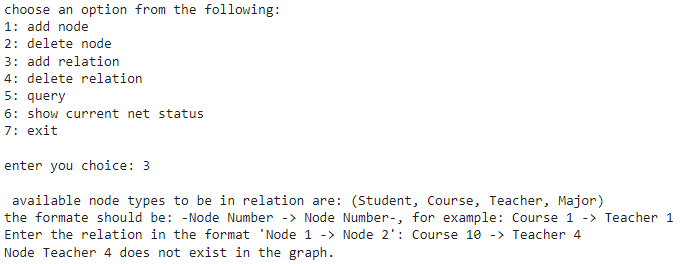 choose an option from the following:
1: add node
2: delete node
3: add relation
4: delete relation
5: query
6: show current net status
7: exit
enter you choice: 3
available node types to be in relation are: (Student, Course, Teacher, Major)
the formate should be: -Node Number -> Node Number-, for example: Course 1 -> Teacher 1
Enter the relation in the format 'Node 1 -> Node 2': Course 10 -> Teacher 4
Node Teacher 4 does not exist in the graph.